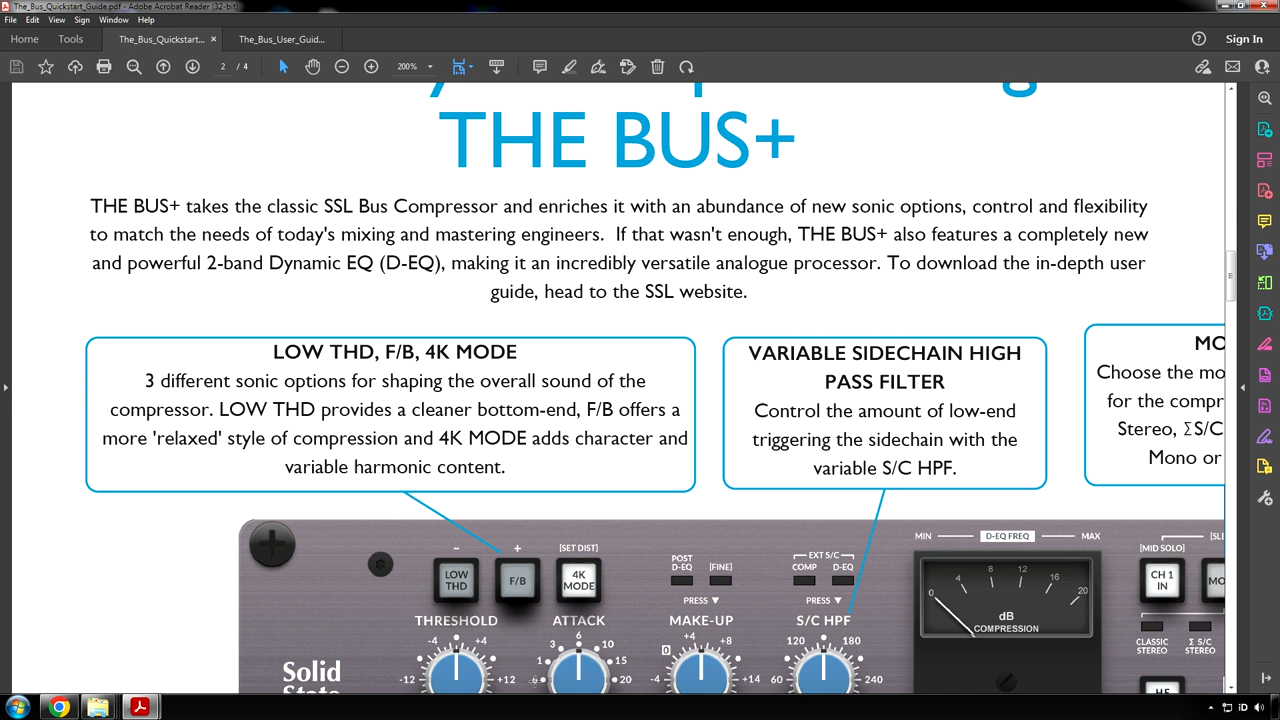 The_Bus_Quickstart_Guide.pdf - Adobe Acrobat Reader (32-bit)
File Edit View Sign Window Help
Home Tools The_Bus_Quickstart... The_Bus_User_Guid... Sign In
2 / 4 200%
THE BUS+
THE BUS+ takes the classic SSL Bus Compressor and enriches it with an abundance of new sonic options, control and flexibility
to match the needs of today's mixing and mastering engineers. If that wasn't enough, THE BUS+ also features a completely new
and powerful 2-band Dynamic EQ (D-EQ), making it an incredibly versatile analogue processor. To download the in-depth user
guide, head to the SSL website.
LOW THD, F/B, 4K MODE
3 different sonic options for shaping the overall sound of the
compressor. LOW THD provides a cleaner bottom-end, F/B offers a
more 'relaxed' style of compression and 4K MODE adds character and
variable harmonic content.
VARIABLE SIDECHAIN HIGH
PASS FILTER
Control the amount of low-end
triggering the sidechain with the
variable S/C HPF.
MO
Choose the mo
for the compr
Stereo, ΣS/C
Mono or
- + [SET DIST]
LOW THD
F/B
4K MODE
POST D-EQ
[FINE]
PRESS ▼
EXT S/C
COMP D-EQ
PRESS ▼
MIN D-EQ FREQ MAX
0 4 8 12 16 20
dB
COMPRESSION
[MID SOLO] [SL
CH 1 IN
MO
CLASSIC STEREO
Σ S/C STEREO
THRESHOLD ATTACK MAKE-UP S/C HPF
-4 +4
-12 +12
1 3 6 10 15 20
0 +4 +8
-4 +14
120 180
60 240
HF
Solid
State
iD